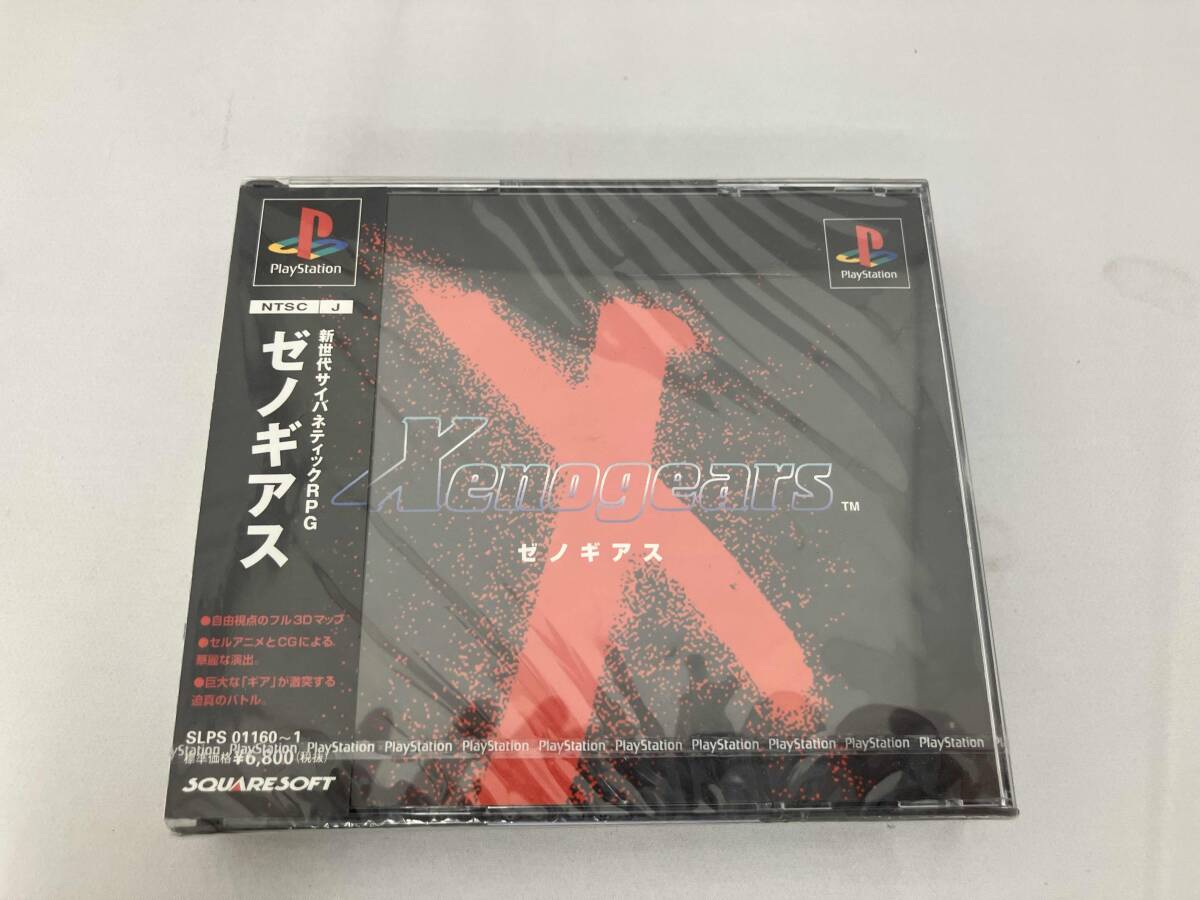 PlayStation
NTSC J
新世代サイバネティックRPG
ゼノギアス
●自由視点のフル3Dマップ
●セルアニメとCGによる
華麗な演出。
●巨大な「ギア」が激突する
迫真のバトル。
SLPS 01160~1
標準価格¥6,800(税抜)
SQUARESOFT
PlayStation
Xenogears™
ゼノギアス
yStation PlayStation PlayStation PlayStation PlayStation PlayStation PlayStation PlayStation PlayStation PlayStation PlayStation